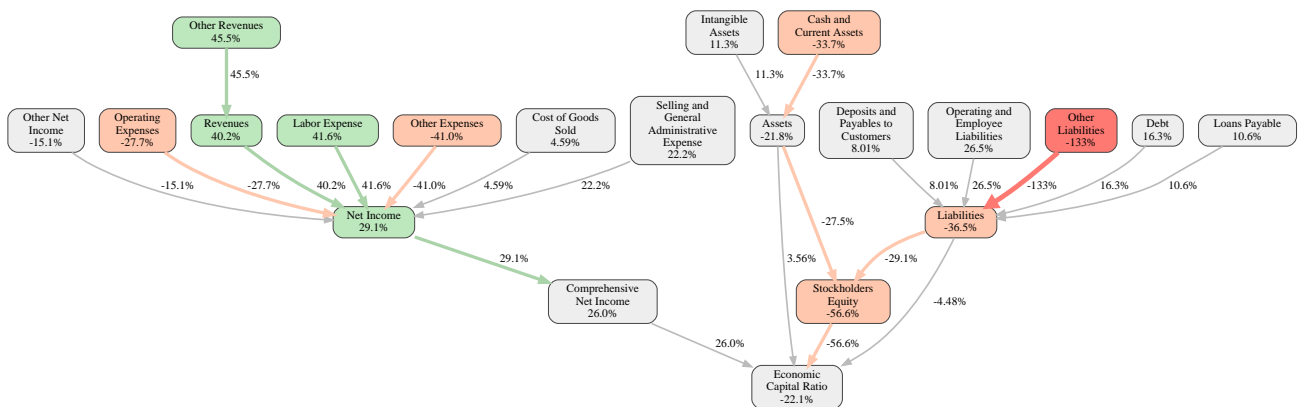 Other Revenues
45.5%
Intangible
Assets
11.3%
Cash and
Current Assets
-33.7%
45.5%
11.3%
-33.7%
Other Net
Income
-15.1%
Operating
Expenses
-27.7%
Revenues
40.2%
Labor Expense
41.6%
Other Expenses
-41.0%
Cost of Goods
Sold
4.59%
Selling and
General
Administrative
Expense
22.2%
Assets
-21.8%
Deposits and
Payables to
Customers
8.01%
Operating and
Employee
Liabilities
26.5%
Other
Liabilities
-133%
Debt
16.3%
Loans Payable
10.6%
-15.1%
-27.7%
40.2%
41.6%
-41.0%
4.59%
22.2%
8.01%
26.5%
-133%
16.3%
10.6%
Net Income
29.1%
-27.5%
Liabilities
-36.5%
29.1%
3.56%
-29.1%
Comprehensive
Net Income
26.0%
Stockholders
Equity
-56.6%
-4.48%
26.0%
-56.6%
Economic
Capital Ratio
-22.1%